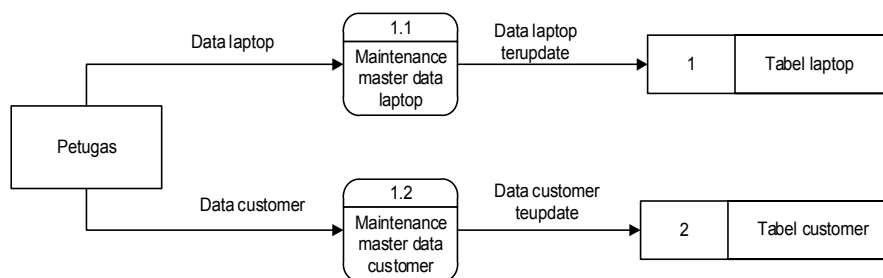 Petugas
Data laptop
1.1
Maintenance
master data
laptop
Data laptop
terupdate
1
Tabel laptop
Data customer
1.2
Maintenance
master data
customer
Data customer
teupdate
2
Tabel customer